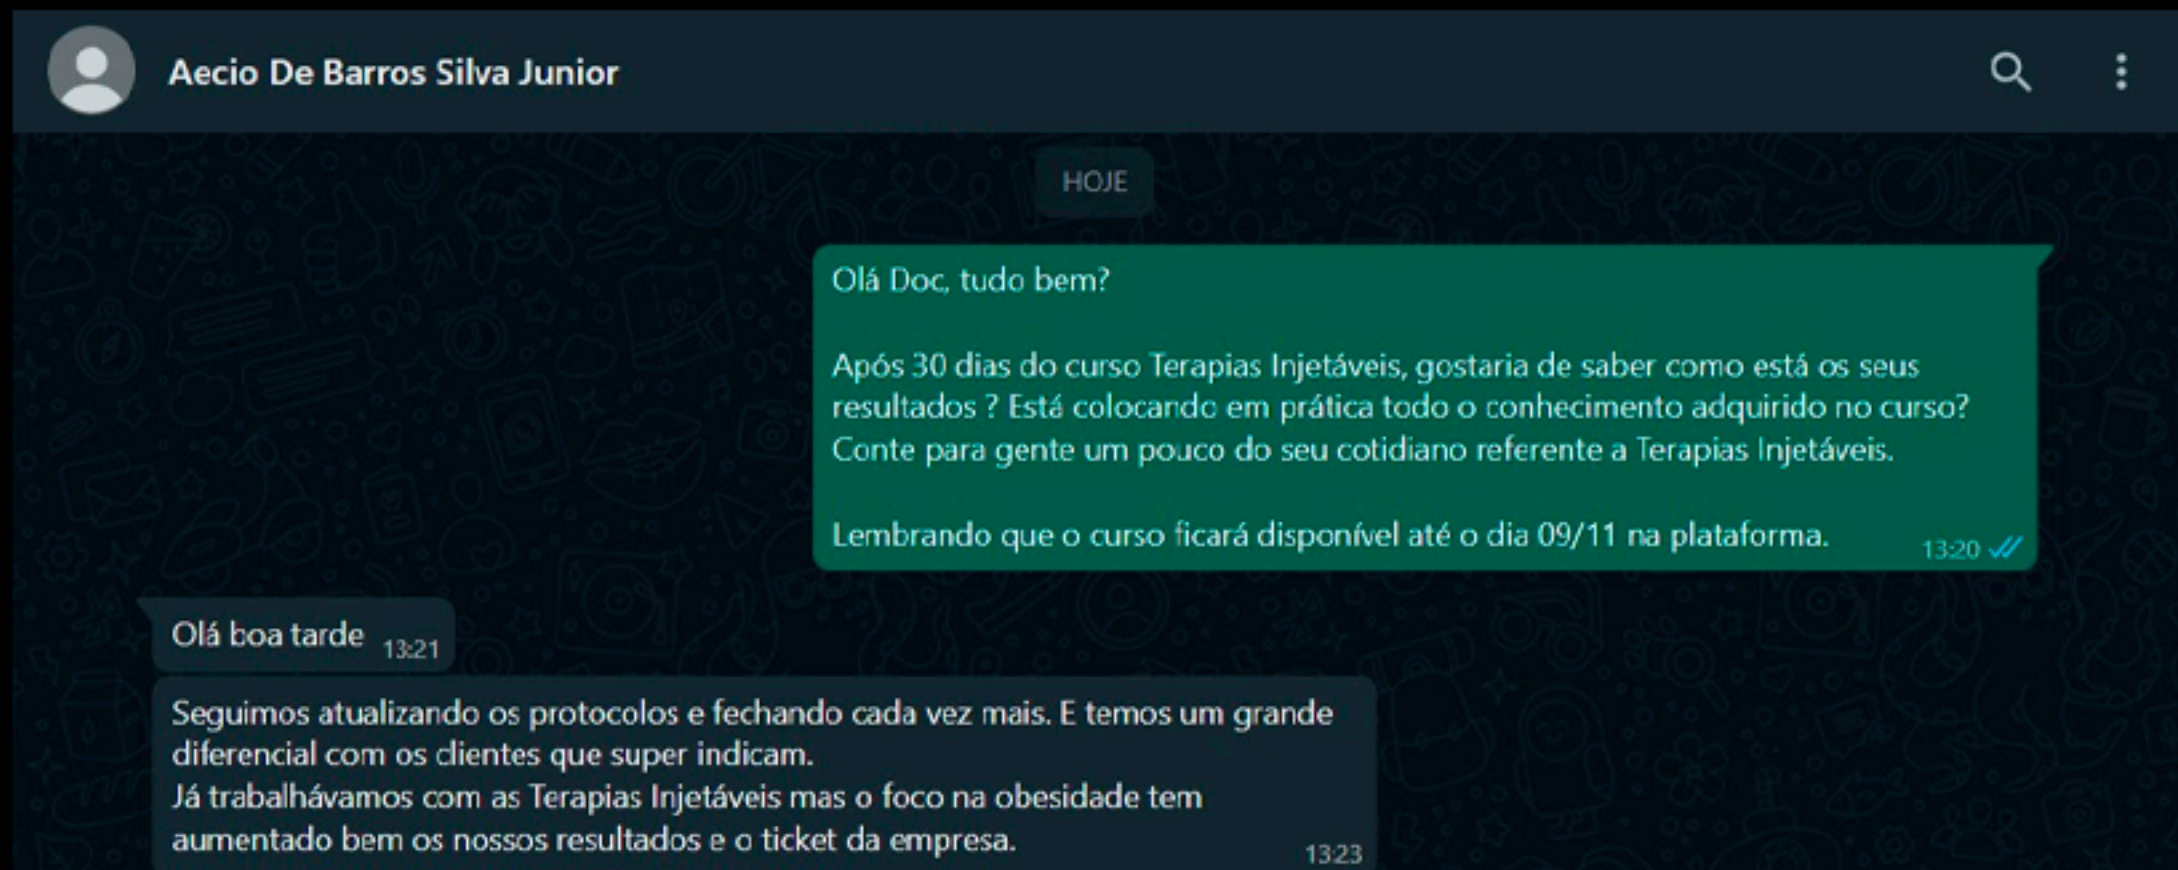 Aecio De Barros Silva Junior
HOJE
Olá Doc, tudo bem?
Após 30 dias do curso Terapias Injetáveis, gostaria de saber como está os seus
resultados ? Está colocando em prática todo o conhecimento adquirido no curso?
Conte para gente um pouco do seu cotidiano referente a Terapias Injetáveis.
Lembrando que o curso ficará disponível até o dia 09/11 na plataforma.
13:20
Olá boa tarde 13:21
Seguimos atualizando os protocolos e fechando cada vez mais. E temos um grande
diferencial com os clientes que super indicam.
Já trabalhávamos com as Terapias Injetáveis mas o foco na obesidade tem
aumentado bem os nossos resultados e o ticket da empresa.
13:23